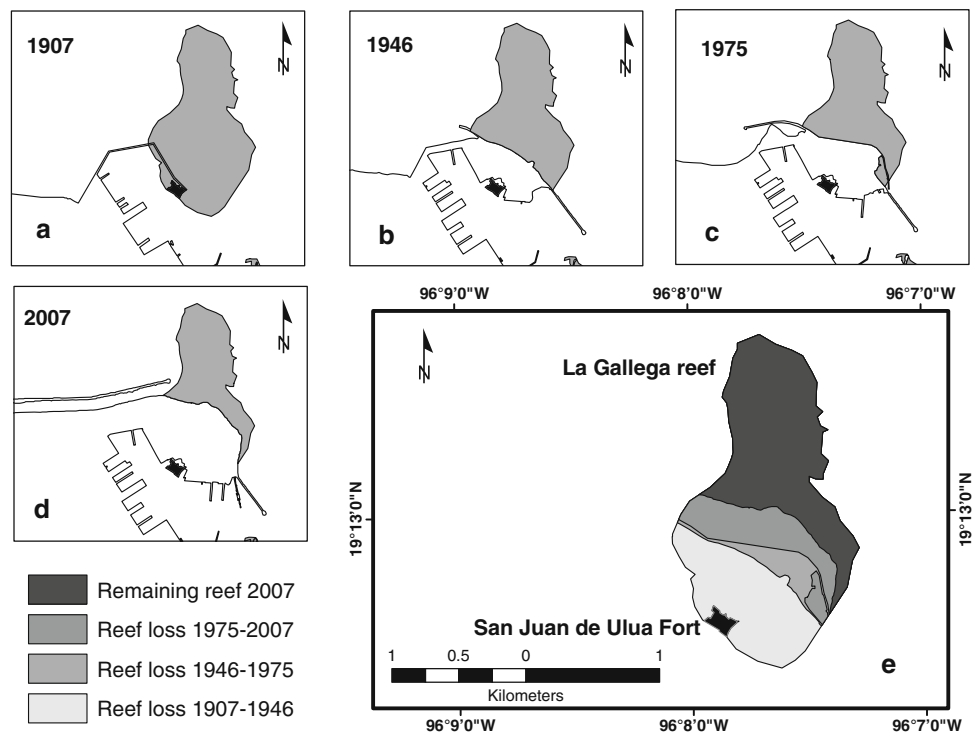 1907
N
a
1946
N
b
1975
N
c
2007
N
d
96°9'0"W 96°8'0"W 96°7'0"W
N
La Gallega reef
19°13'0"N
19°13'0"N
San Juan de Ulua Fort
1 0.5 0 1
Kilometers
e
96°9'0"W 96°8'0"W 96°7'0"W
Remaining reef 2007
Reef loss 1975-2007
Reef loss 1946-1975
Reef loss 1907-1946